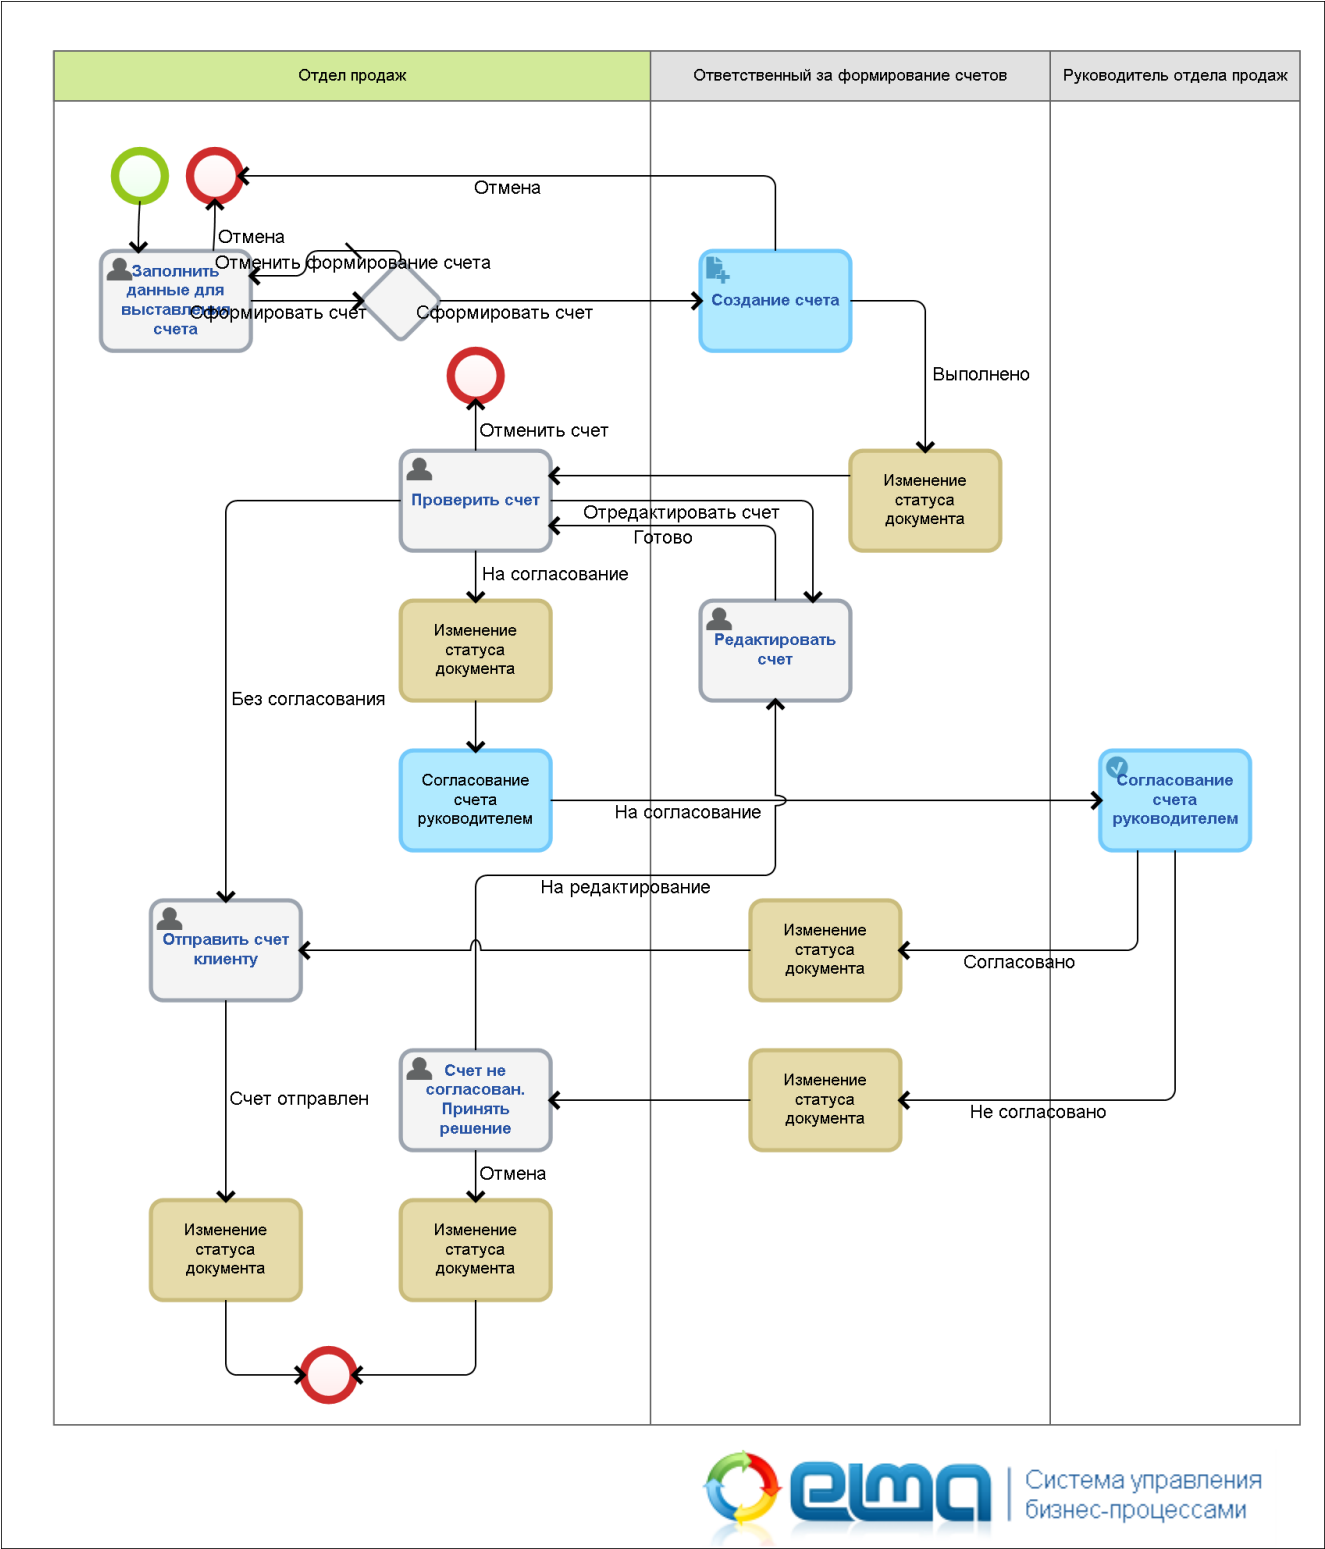 Отдел продаж
Ответственный за формирование счетов
Руководитель отдела продаж
Отмена
Отмена
Отменить формирование счета
Заполнить
данные для
выставления
счета
Сформировать счет
Сформировать счет
Создание счета
Выполнено
Отменить счет
Проверить счет
Изменение
статуса
документа
Отредактировать счет
Готово
На согласование
Изменение
статуса
документа
Редактировать
счет
Без согласования
Согласование
счета
руководителем
На согласование
Согласование
счета
руководителем
На редактирование
Отправить счет
клиенту
Изменение
статуса
документа
Согласовано
Счет не
согласован.
Принять
решение
Изменение
статуса
документа
Не согласовано
Счет отправлен
Отмена
Изменение
статуса
документа
Изменение
статуса
документа
elma
Система управления
бизнес-процессами